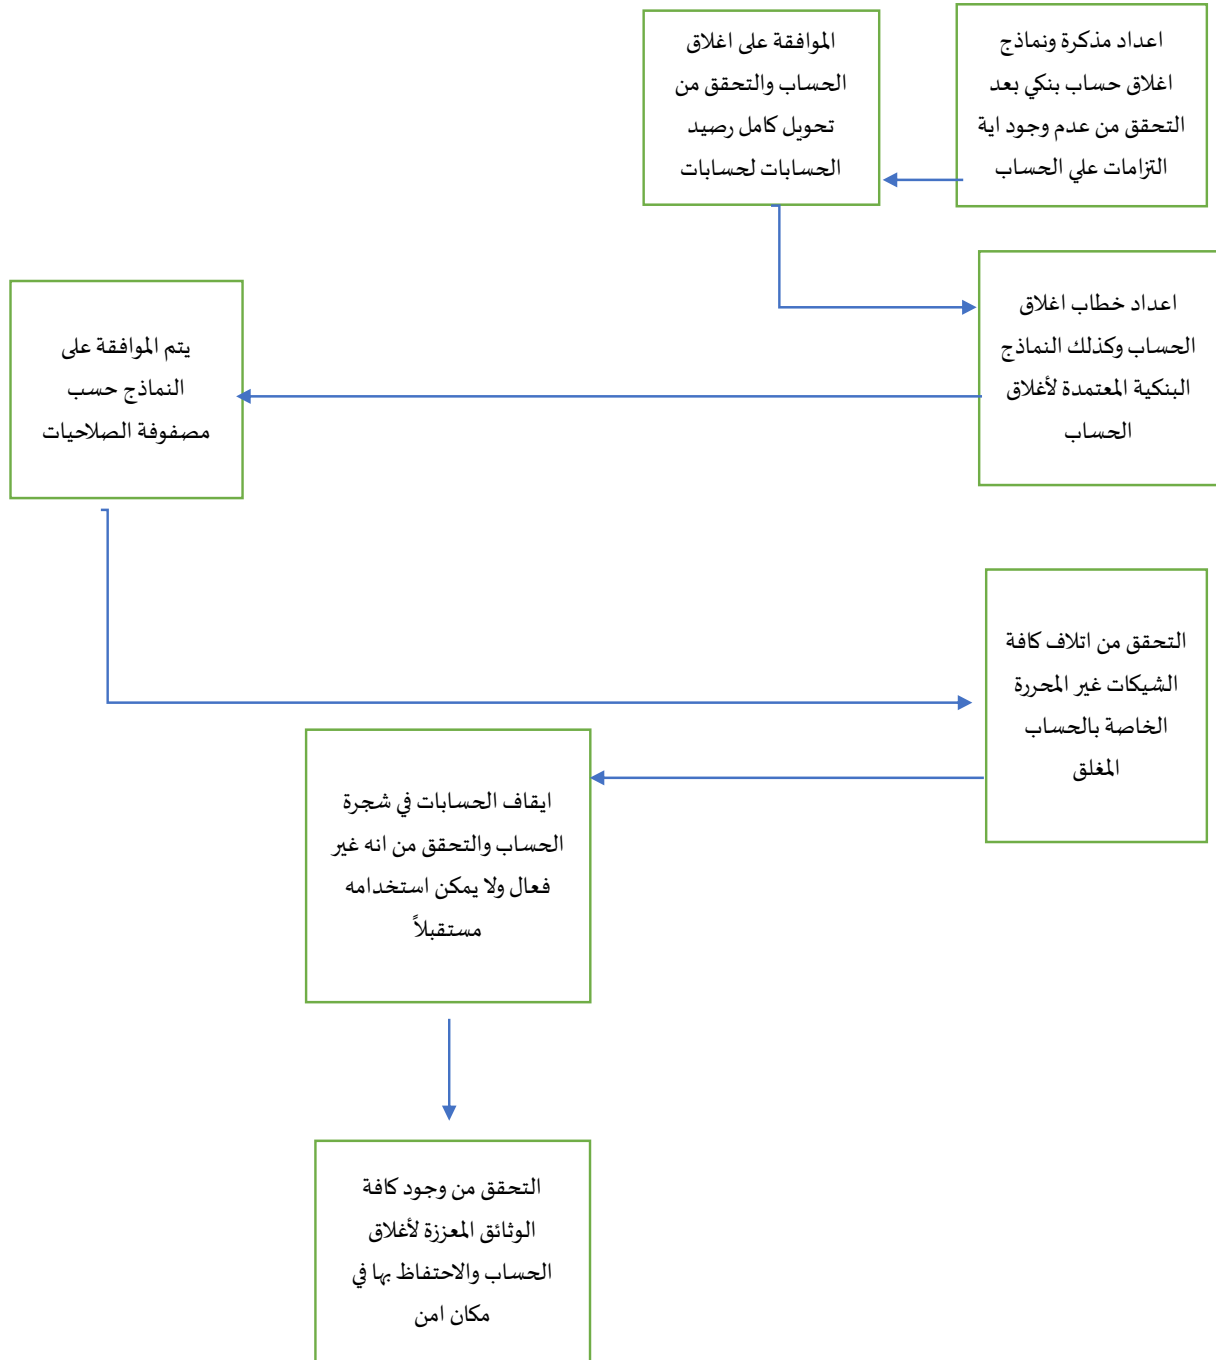 اعداد مذكرة ونماذج
اغلاق حساب بنكي بعد
التحقق من عدم وجود اية
التزامات علي الحساب
الموافقة على اغلاق
الحساب والتحقق من
تحويل كامل رصيد
الحسابات لحسابات
اعداد خطاب اغلاق
الحساب وكذلك النماذج
البنكية المعتمدة لأغلاق
الحساب
يتم الموافقة على
النماذج حسب
مصفوفة الصلاحيات
التحقق من اتلاف كافة
الشيكات غير المحررة
الخاصة بالحساب
المغلق
ايقاف الحسابات في شجرة
الحساب والتحقق من انه غير
فعال ولا يمكن استخدامه
مستقبلاً
التحقق من وجود كافة
الوثائق المعززة لأغلاق
الحساب والاحتفاظ بها في
مكان امن